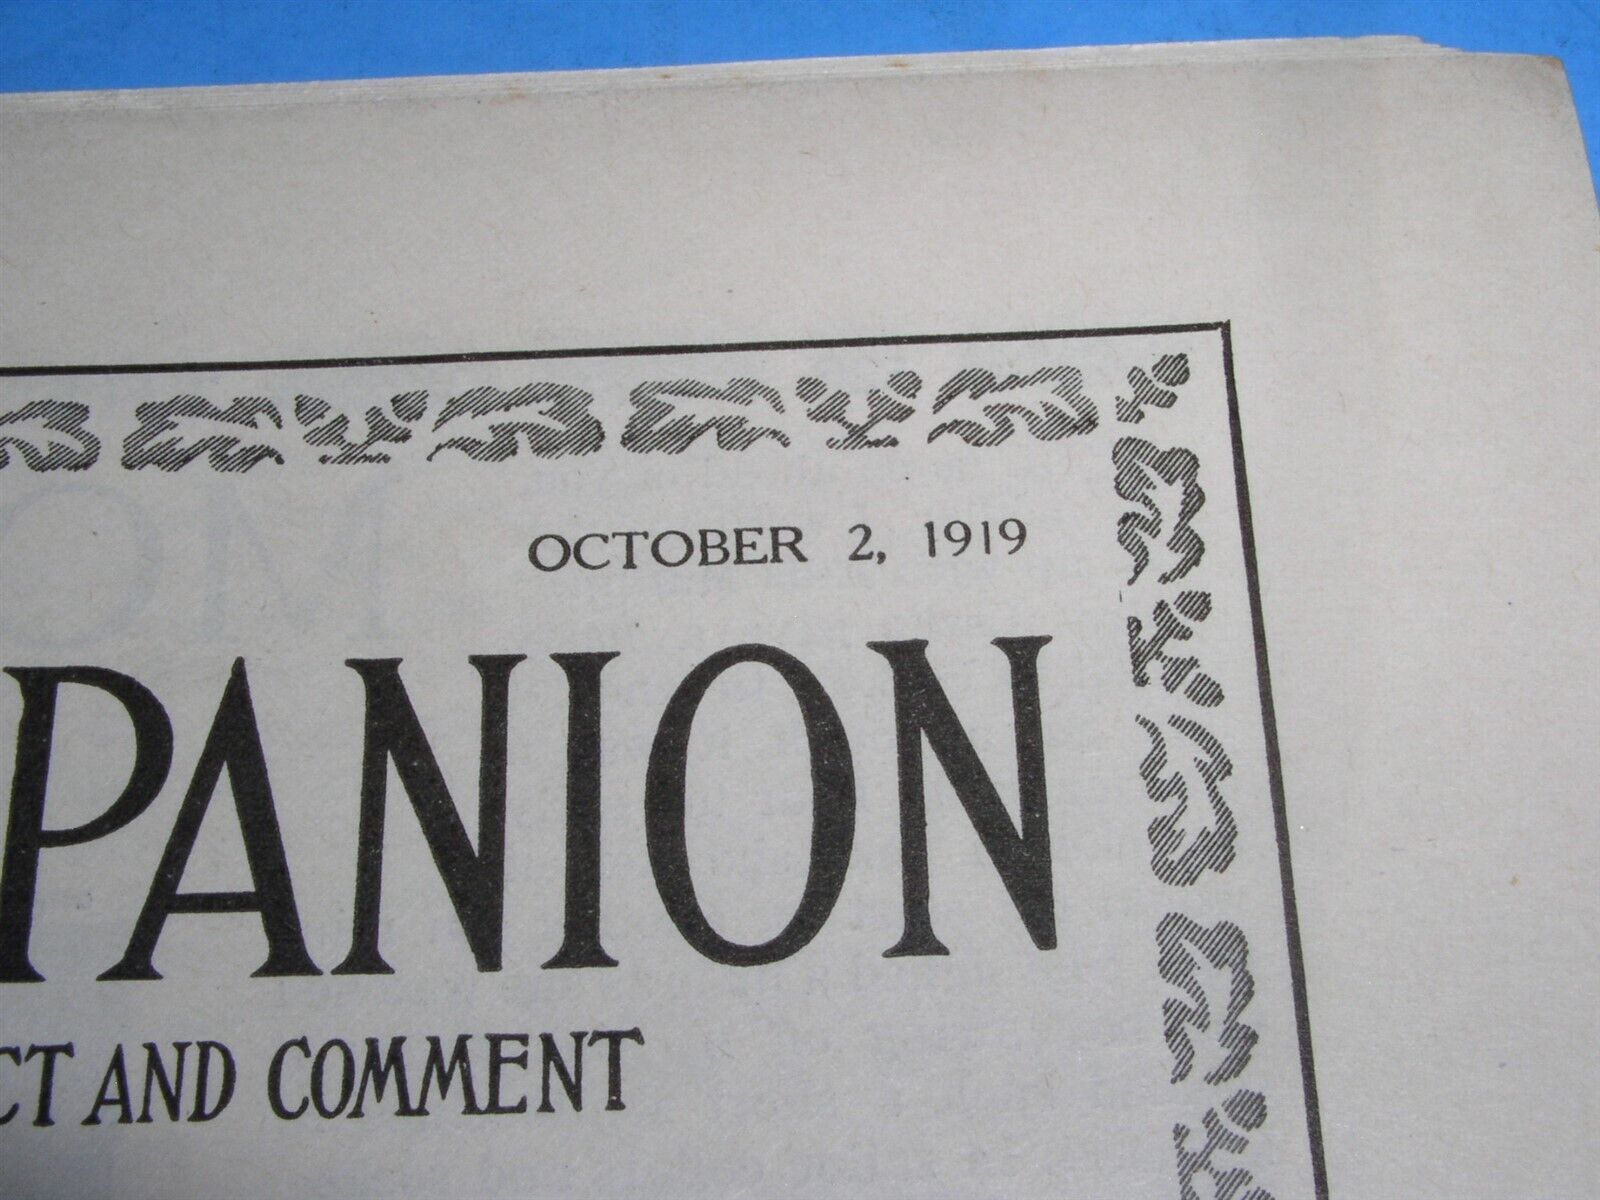 OCTOBER 2, 1919
PANION
CT AND COMMENT